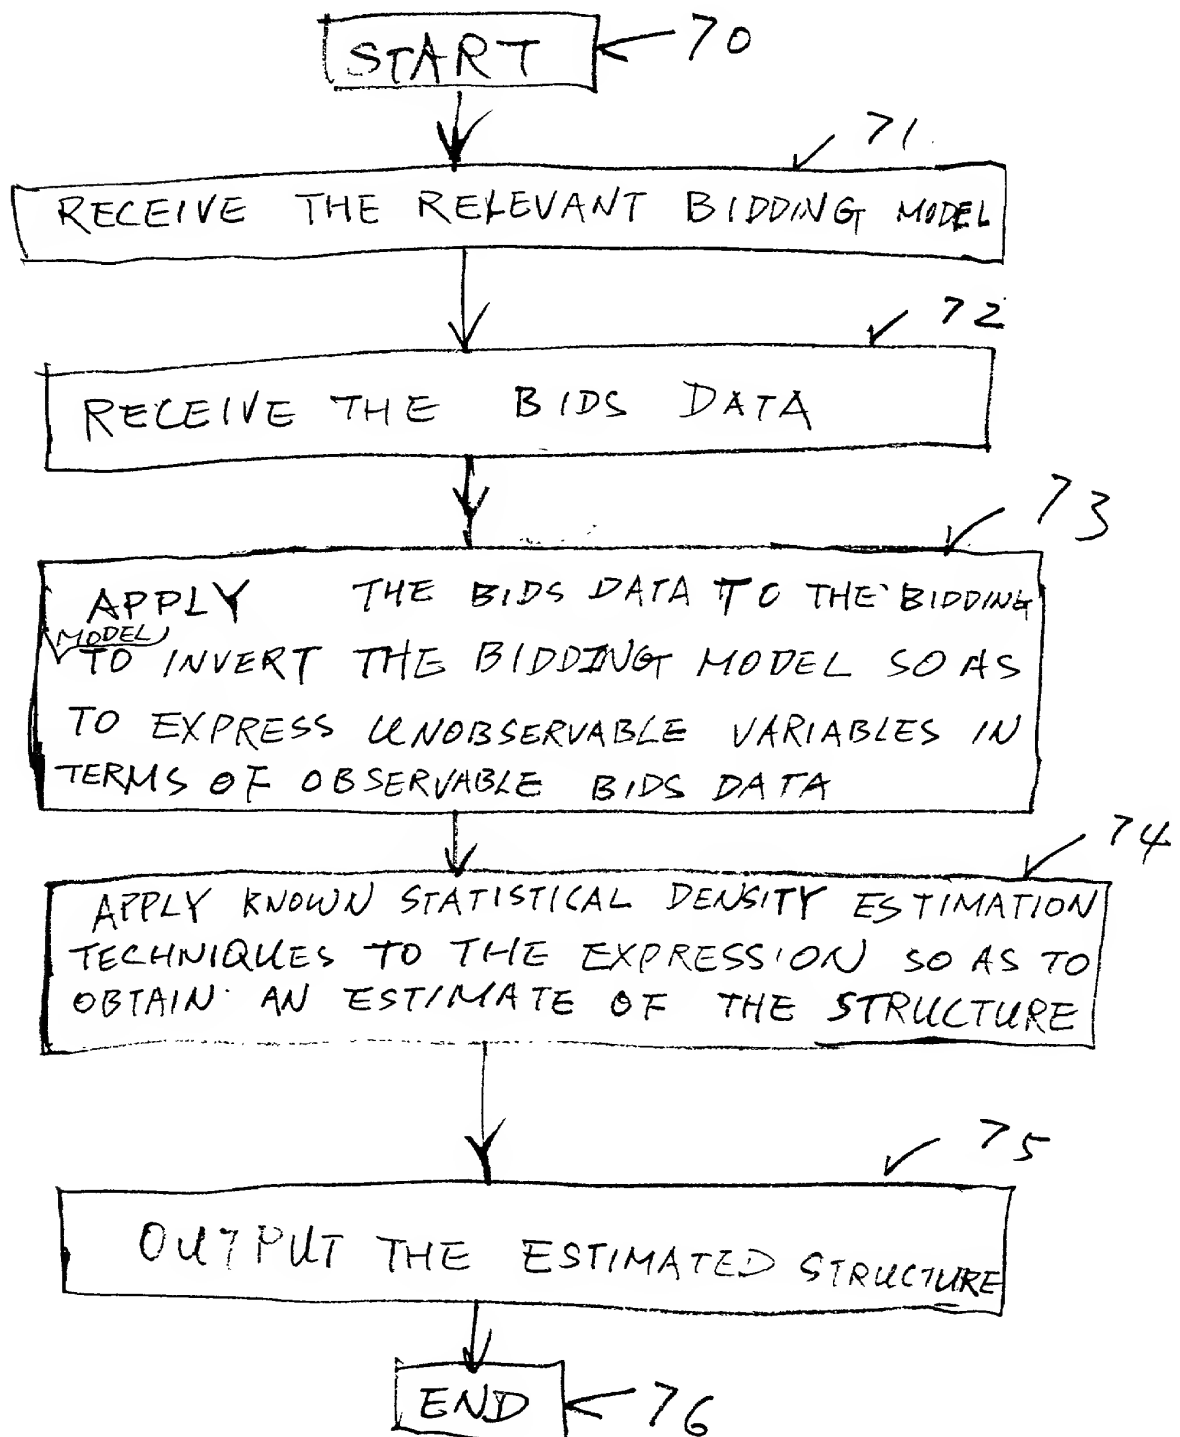 START
70
71
RECEIVE THE RELEVANT BIDDING MODEL
72
RECEIVE THE BIDS DATA
73
APPLY THE BIDS DATA TO THE BIDDING
MODEL
TO INVERT THE BIDDING MODEL SO AS
TO EXPRESS UNOBSERVABLE VARIABLES IN
TERMS OF OBSERVABLE BIDS DATA
74
APPLY KNOWN STATISTICAL DENSITY ESTIMATION
TECHNIQUES TO THE EXPRESSION SO AS TO
OBTAIN AN ESTIMATE OF THE STRUCTURE
75
OUTPUT THE ESTIMATED STRUCTURE
END
76